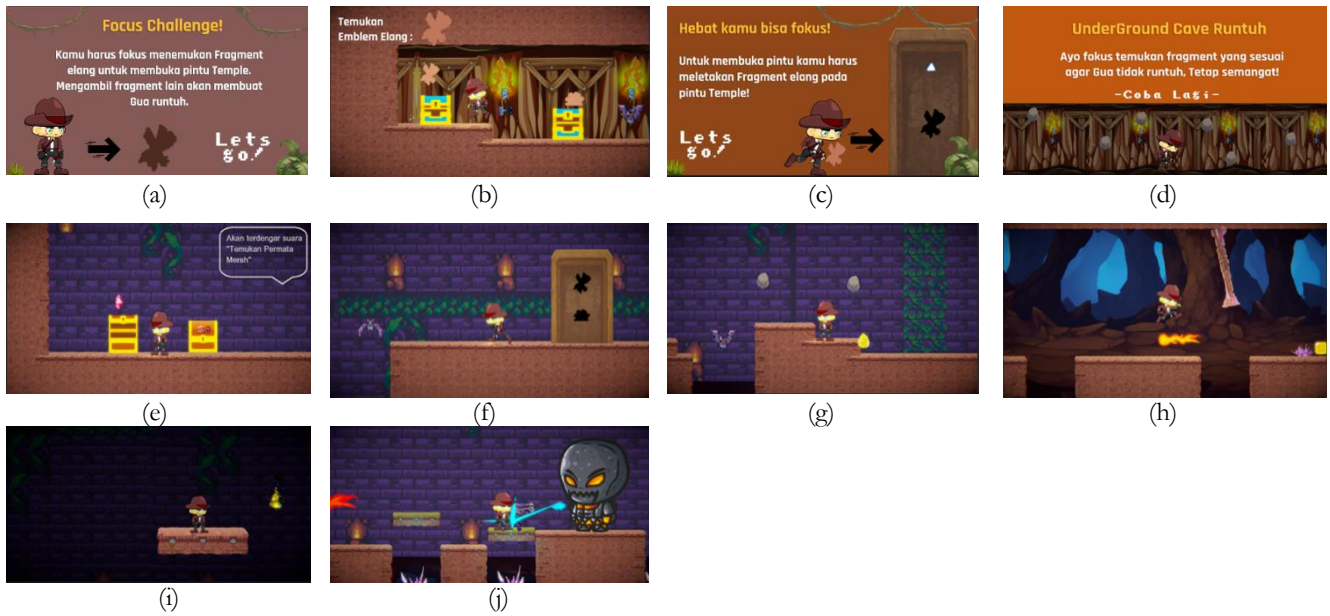 Focus Challenge!
Kamu harus fokus menemukan Fragment
elang untuk membuka pintu Temple.
Mengambil fragment lain akan membuat
Gua runtuh.
Lets
go!
(a)
Temukan
Emblem Elang :
(b)
Hebat kamu bisa fokus!
Untuk membuka pintu kamu harus
meletakan Fragment elang pada
pintu Temple!
Lets
go!
(c)
UnderGround Cave Runtuh
Ayo fokus temukan fragment yang sesuai
agar Gua tidak runtuh, Tetap semangat!
-Coba Lagi-
(d)
Akan terdengar suara
"Temukan Permata
Merah"
(e)
(f)
(g)
(h)
(i)
(j)